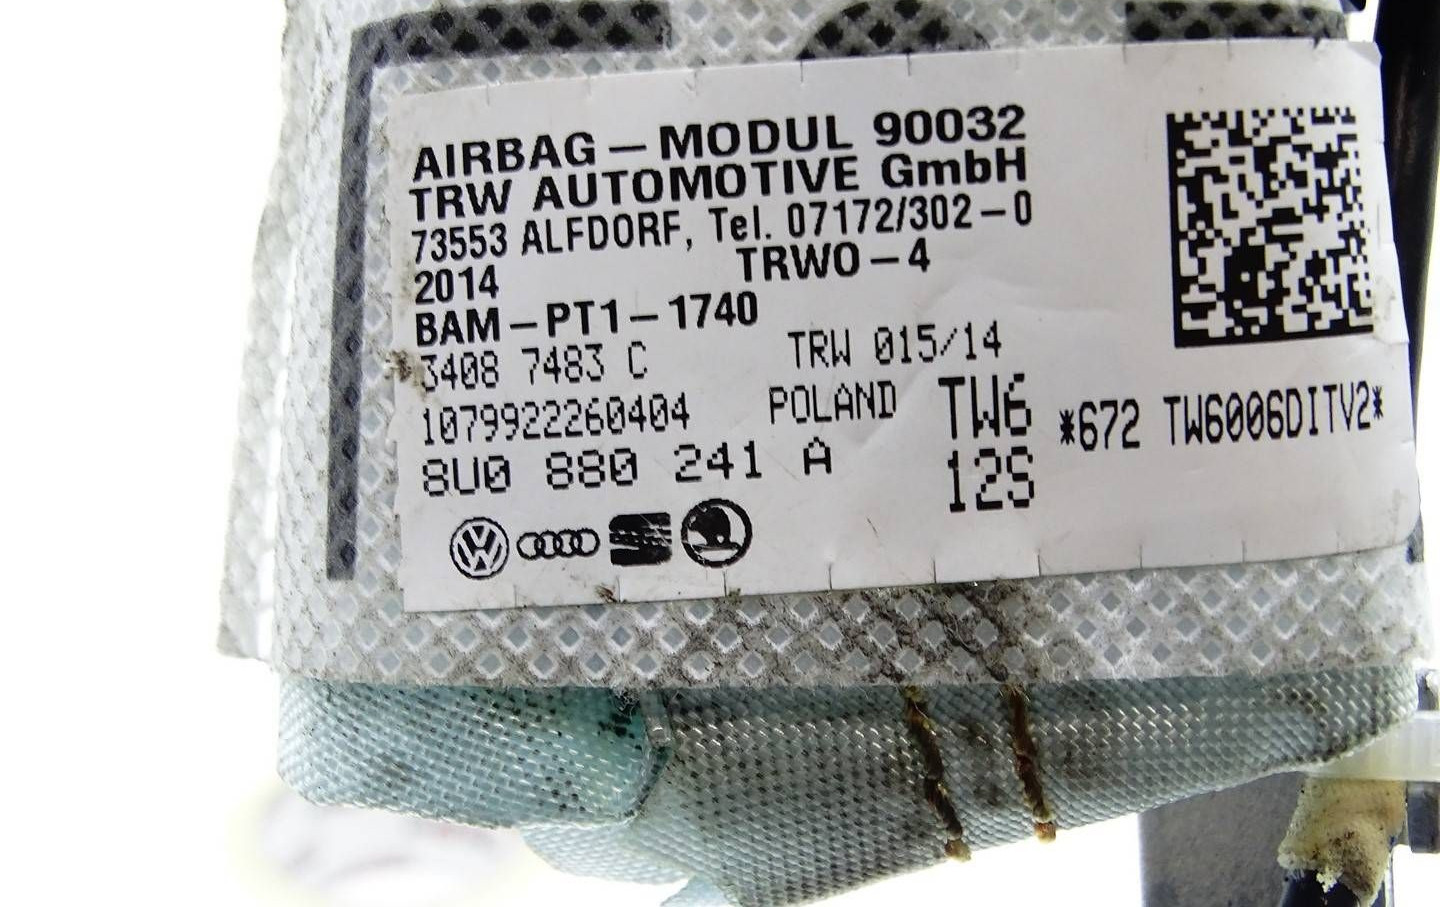 AIRBAG-MODUL 90032
TRW AUTOMOTIVE GmbH
73553 ALFDORF, Tel. 07172/302-0
2014 TRWO-4
BAM-PT1-1740
3408 7483 C TRW 015/14
1079922260404 POLAND TW6 *672 TW6006DITV2*
8U0 880 241 A 12S